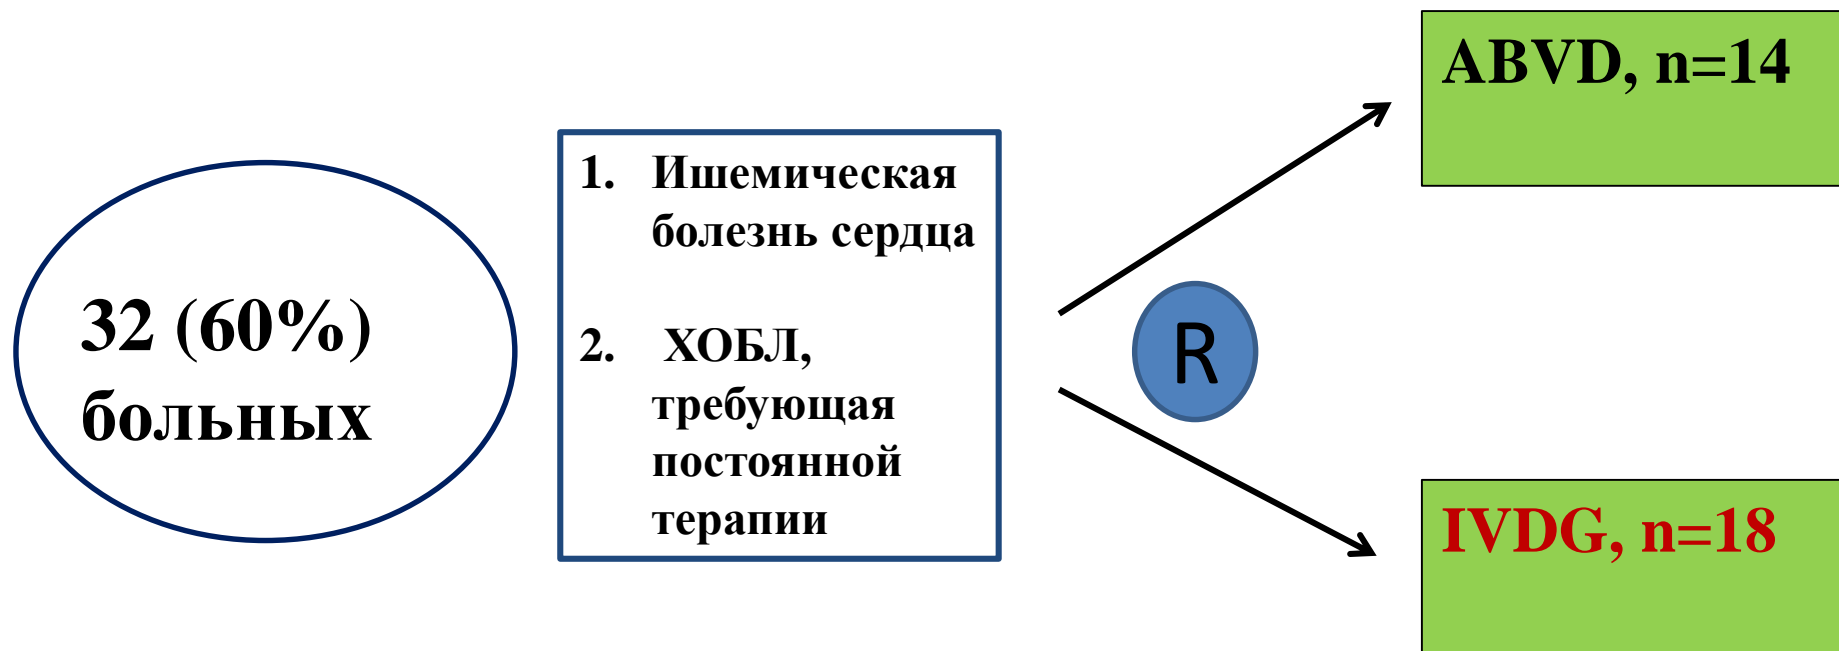 32 (60%)
больных
1. Ишемическая
болезнь сердца
2. ХОБЛ,
требующая
постоянной
терапии
R
ABVD, n=14
IVDG, n=18